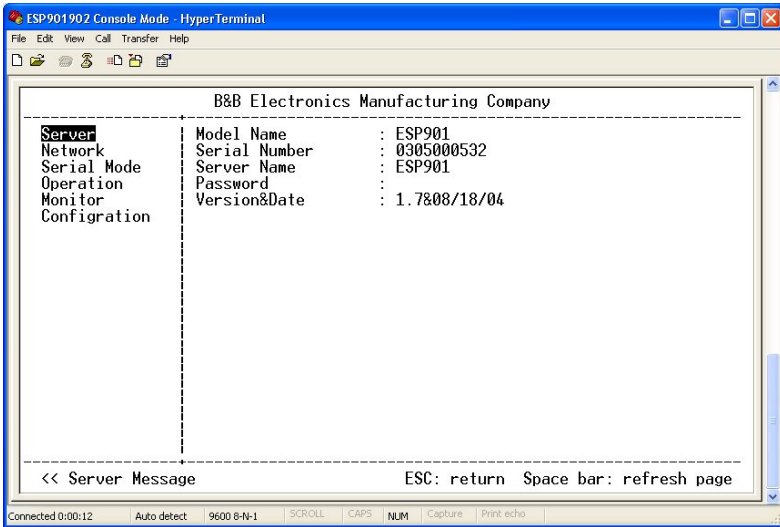 ESP901902 Console Mode - HyperTerminal
File Edit View Call Transfer Help
B&B Electronics Manufacturing Company
Server
Network
Serial Mode
Operation
Monitor
Configration
Model Name : ESP901
Serial Number : 0305000532
Server Name : ESP901
Password :
Version&Date : 1.7&08/18/04
<< Server Message ESC: return Space bar: refresh page
Connected 0:00:12 Auto detect 9600 8-N-1 SCROLL CAPS NUM Capture Print echo